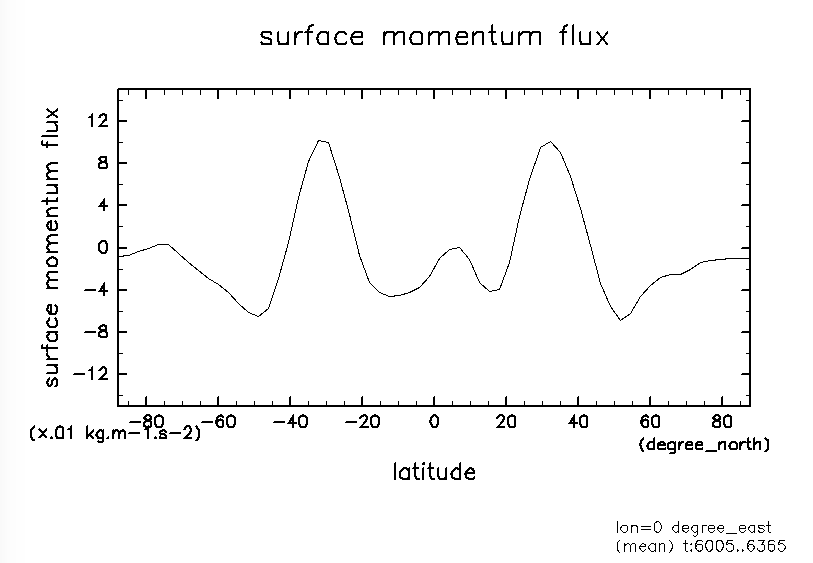 surface momentum flux
surface momentum flux
12
8
4
0
−4
−8
−12
−80 −60 −40 −20 0 20 40 60 80
(x.01 kg.m−1.s−2)
(degree_north)
latitude
lon=0 degree_east
(mean) t:6005..6365